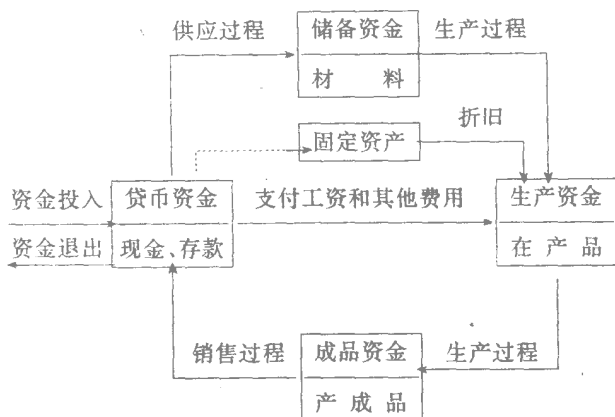 供应过程
储备资金
生产过程
材 料
固定资产
折旧
资金投入
贷币资金
支付工资和其他费用
生产资金
资金退出
现金、存款
在产品
销售过程
成品资金
生产过程
产成品